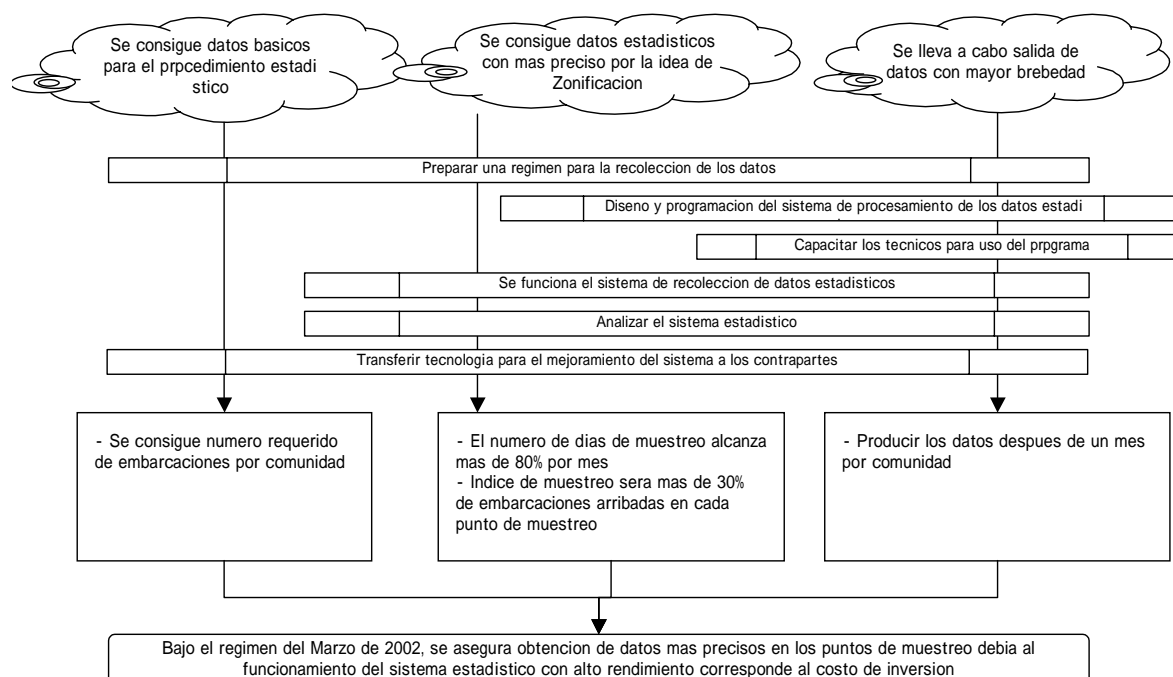 Se consigue datos basicos
para el prpcedimiento estadi
stico
Se consigue datos estadisticos
con mas preciso por la idea de
Zonificacion
Se lleva a cabo salida de
datos con mayor brebedad
Preparar una regimen para la recoleccion de los datos
Diseno y programacion del sistema de procesamiento de los datos estadi
Capacitar los tecnicos para uso del prpgrama
Se funciona el sistema de recoleccion de datos estadisticos
Analizar el sistema estadistico
Transferir tecnologia para el mejoramiento del sistema a los contrapartes
- Se consigue numero requerido
de embarcaciones por comunidad
- El numero de dias de muestreo alcanza
mas de 80% por mes
- Indice de muestreo sera mas de 30%
de embarcaciones arribadas en cada
punto de muestreo
- Producir los datos despues de un mes
por comunidad
Bajo el regimen del Marzo de 2002, se asegura obtencion de datos mas precisos en los puntos de muestreo debia al
funcionamiento del sistema estadistico con alto rendimiento corresponde al costo de inversion